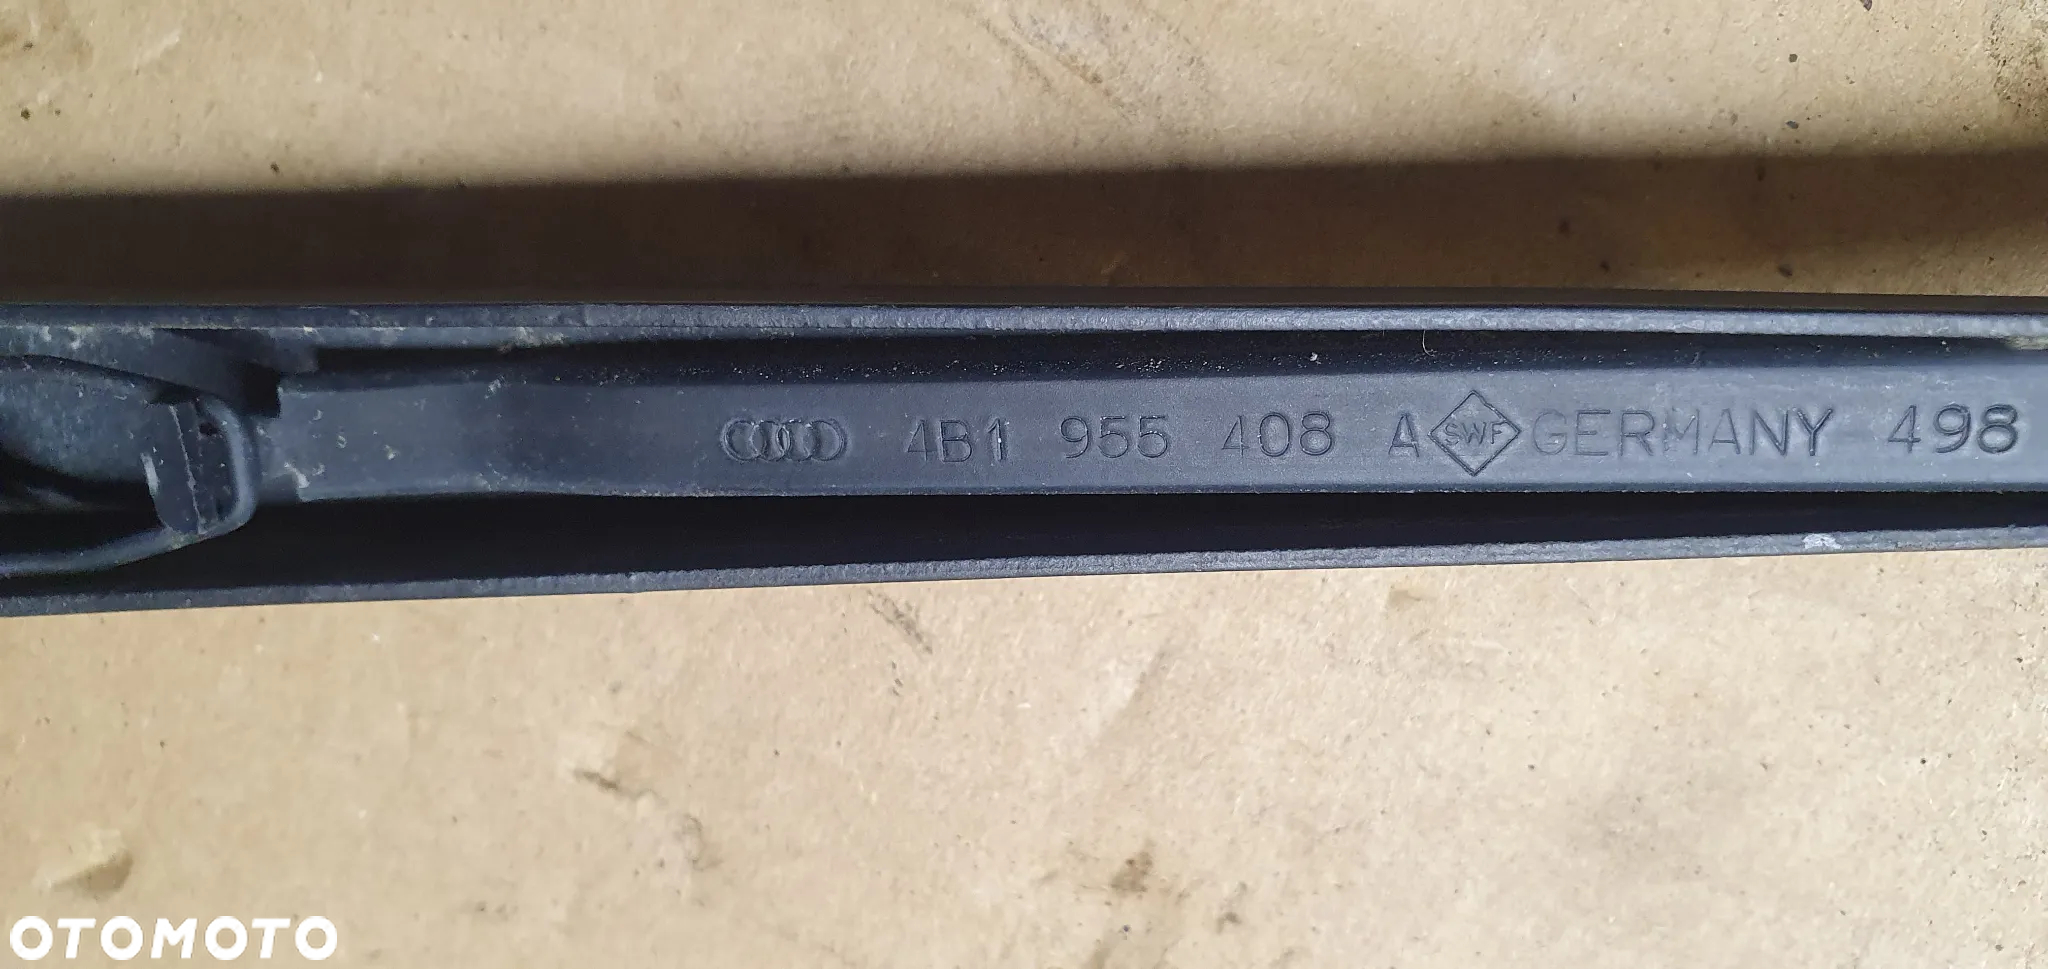 4B1 955 408 A SWF GERMANY 498
OTOMOTO